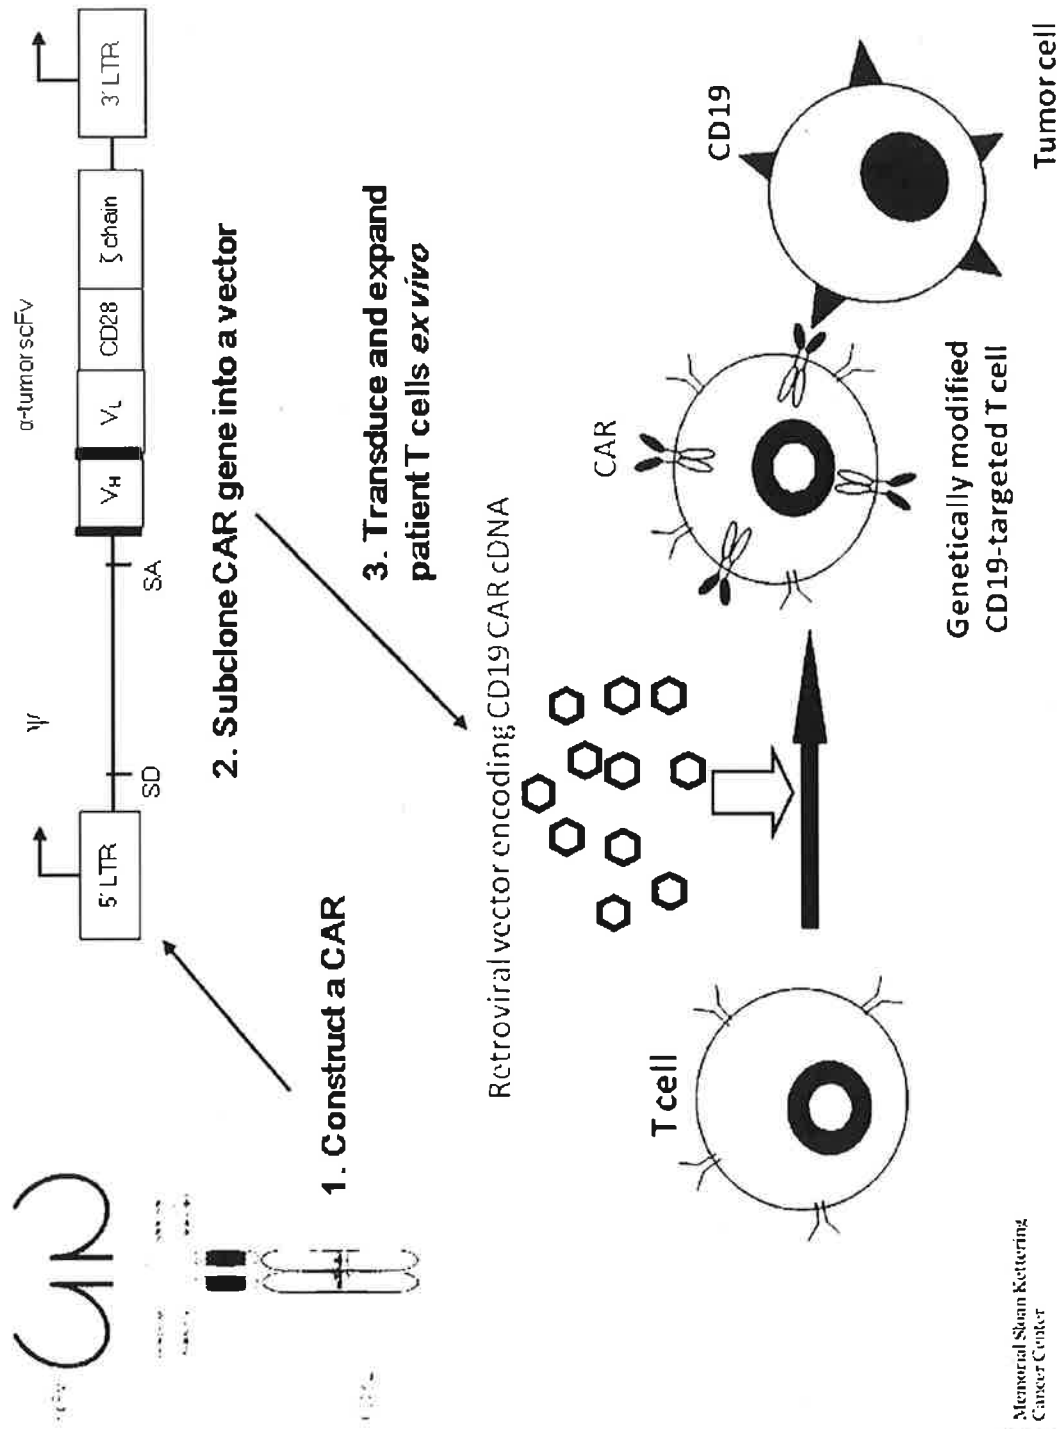 α-tumor scFv
5' LTR
SD
ψ
SA
VH
VL
CD28
ζ chain
3' LTR
1. Construct a CAR
2. Subclone CAR gene into a vector
3. Transduce and expand
patient T cells ex vivo
Retroviral vector encoding CD19 CAR cDNA
T cell
CAR
CD19
Genetically modified
CD19-targeted T cell
Tumor cell
Memorial Sloan Kettering
Cancer Center